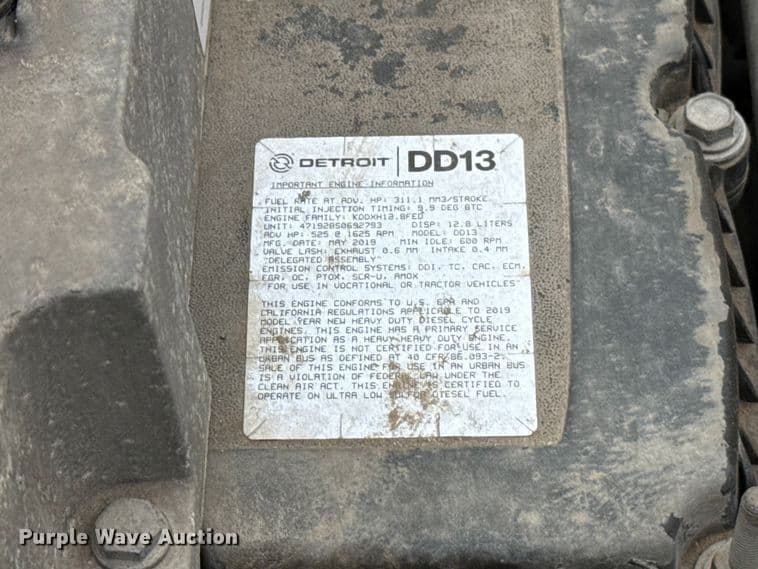 DETROIT | DD13
IMPORTANT ENGINE INFORMATION
FUEL RATE AT ADV. HP: 311.1 MM3/STROKE
INITIAL INJECTION TIMING: 9.9 DEG BTC
ENGINE FAMILY: KDDXH12.8FED
UNIT: 471928S0692793 DISP: 12.8 LITERS
ADV HP: 525 @ 1625 RPM MODEL: DD13
MFG. DATE: MAY 2019 MIN IDLE: 600 RPM
VALVE LASH: EXHAUST 0.6 MM INTAKE 0.4 MM
"DELEGATED ASSEMBLY"
EMISSION CONTROL SYSTEMS: DDI, TC, CAC, ECM,
EGR, OC, PTOX, SCR-U, AMOX
"FOR USE IN VOCATIONAL OR TRACTOR VEHICLES"
THIS ENGINE CONFORMS TO U.S. EPA AND
CALIFORNIA REGULATIONS APPLICABLE TO 2019
MODEL YEAR NEW HEAVY DUTY DIESEL CYCLE
ENGINES. THIS ENGINE HAS A PRIMARY SERVICE
APPLICATION AS A HEAVY HEAVY DUTY ENGINE.
THIS ENGINE IS NOT CERTIFIED FOR USE IN AN
URBAN BUS AS DEFINED AT 40 CFR/86.093-2.
SALE OF THIS ENGINE FOR USE IN AN URBAN BUS
IS A VIOLATION OF FEDERAL LAW UNDER THE
CLEAN AIR ACT. THIS ENGINE IS CERTIFIED TO
OPERATE ON ULTRA LOW SULFUR DIESEL FUEL.
Purple Wave Auction